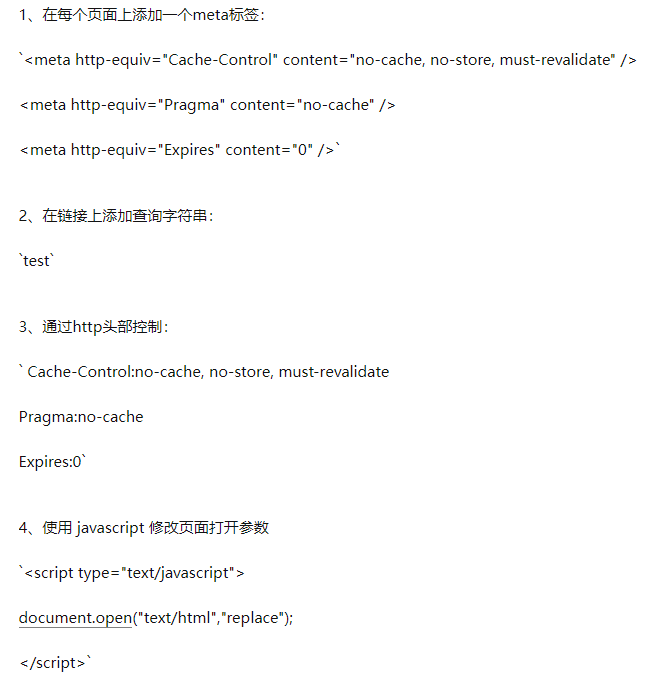 1、在每个页面上添加一个meta标签：
`<meta http-equiv="Cache-Control" content="no-cache, no-store, must-revalidate" />
<meta http-equiv="Pragma" content="no-cache" />
<meta http-equiv="Expires" content="0" />`
2、在链接上添加查询字符串：
`test`
3、通过http头部控制：
` Cache-Control:no-cache, no-store, must-revalidate
Pragma:no-cache
Expires:0`
4、使用 javascript 修改页面打开参数
`<script type="text/javascript">
document.open("text/html","replace");
</script>`